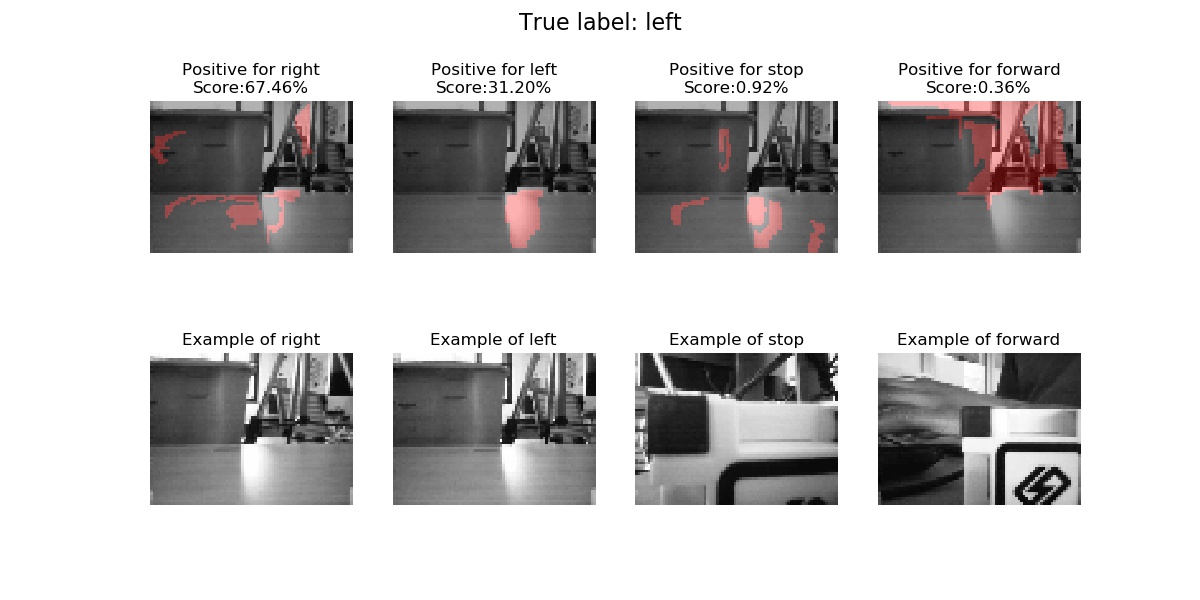 True label: left
Positive for right
Score:67.46%
Positive for left
Score:31.20%
Positive for stop
Score:0.92%
Positive for forward
Score:0.36%
Example of right
Example of left
Example of stop
Example of forward